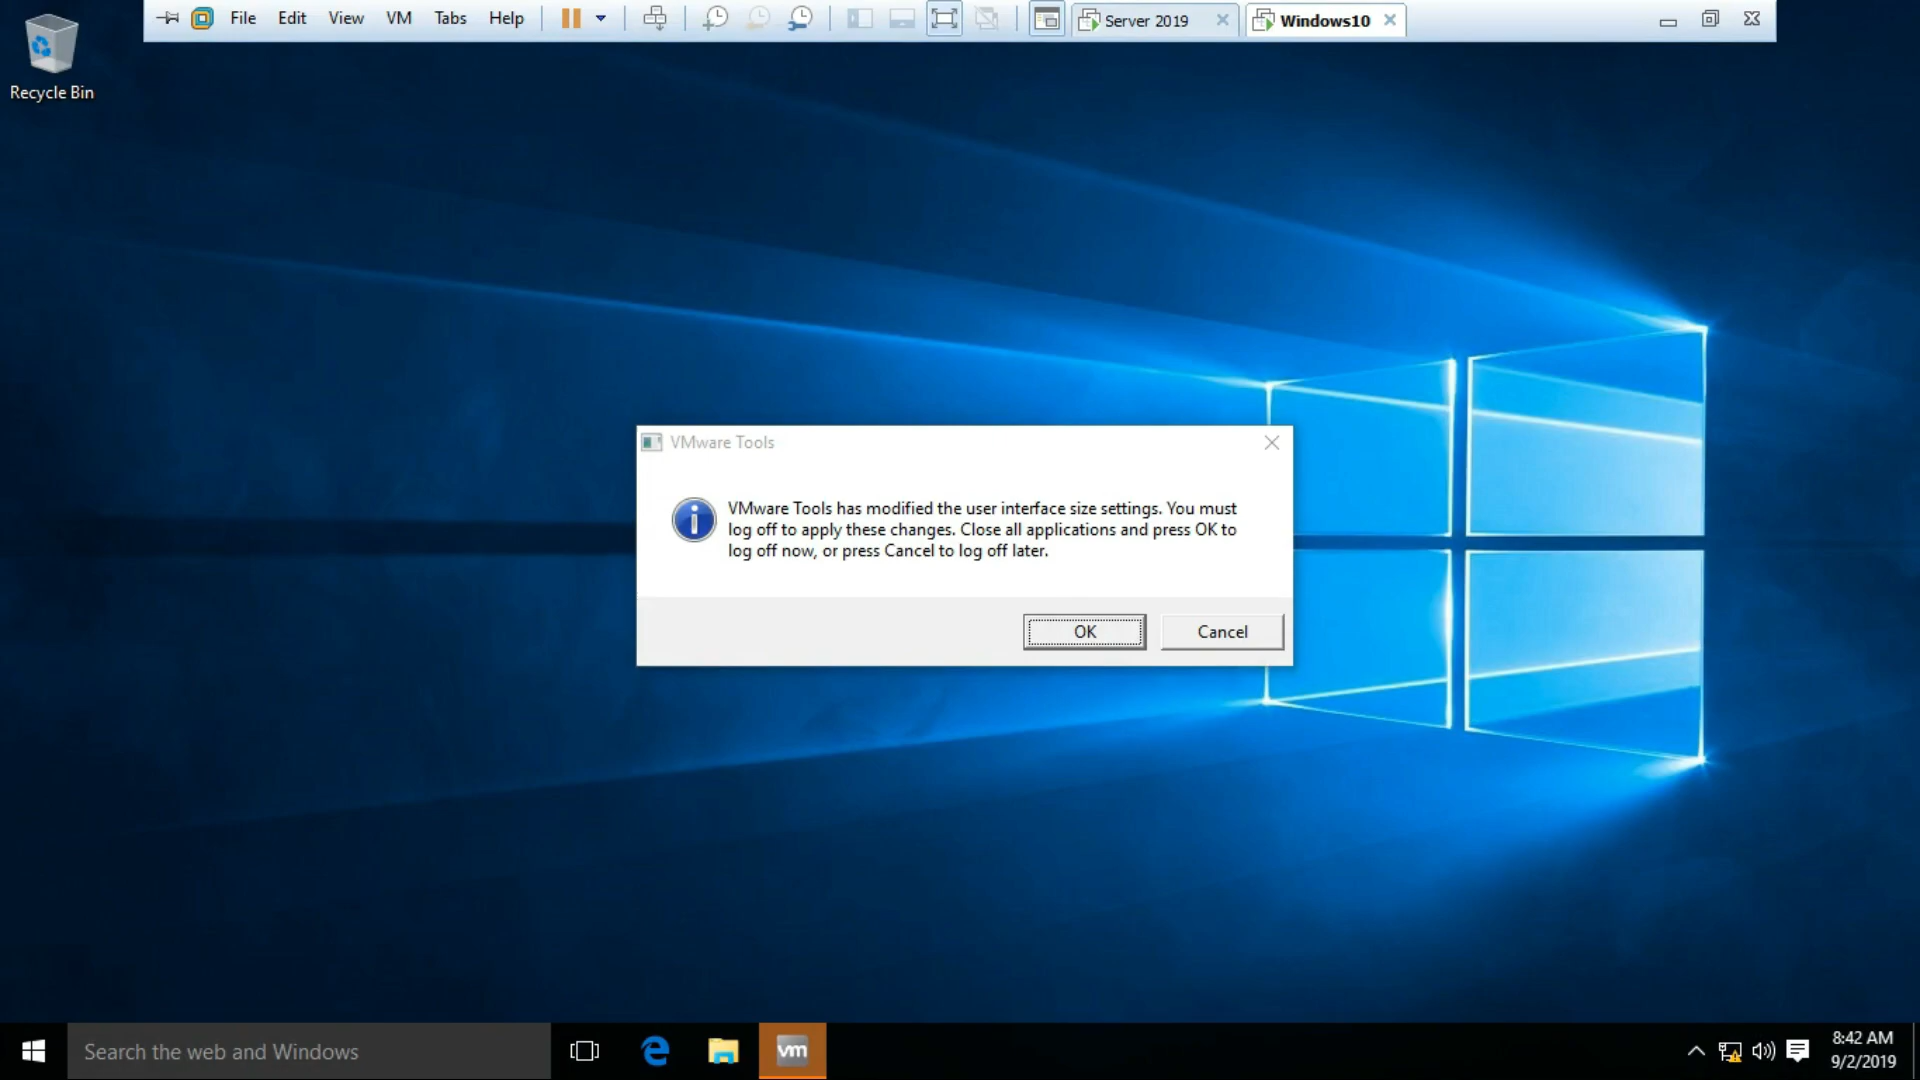 File Edit View VM Tabs Help Server 2019 Windows10
Recycle Bin
VMware Tools
VMware Tools has modified the user interface size settings. You must
log off to apply these changes. Close all applications and press OK to
log off now, or press Cancel to log off later.
OK Cancel
Search the web and Windows
vm
8:42 AM
9/2/2019